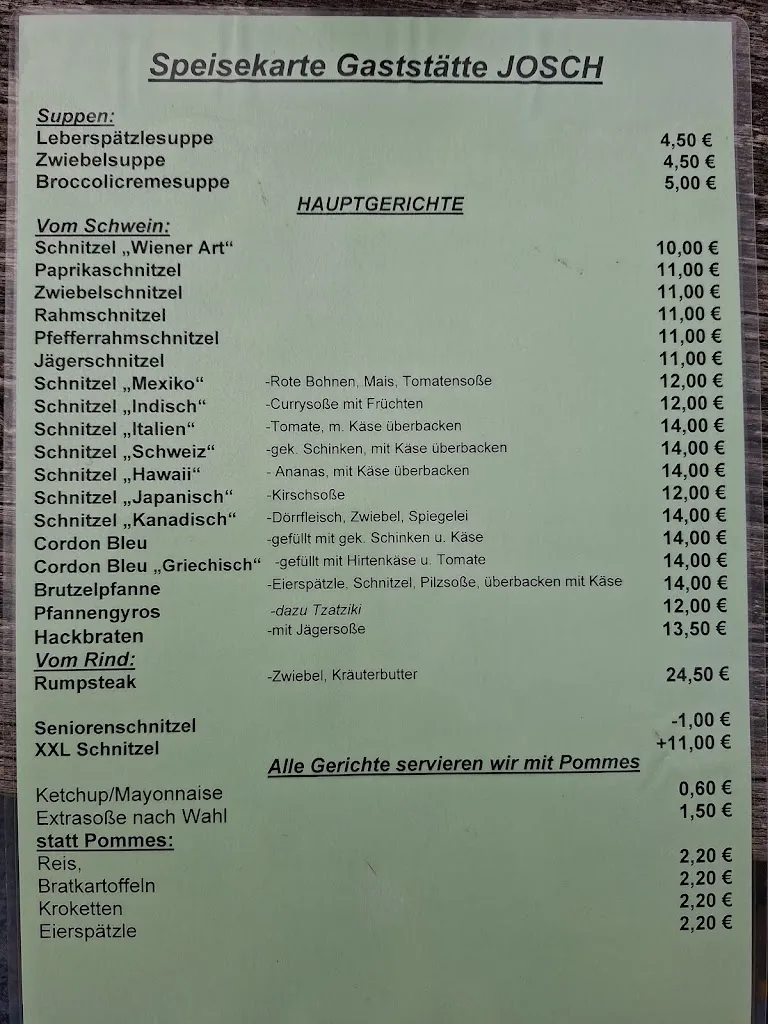 Speisekarte Gaststätte JOSCH
Suppen:
Leberspätzlesuppe 4,50 €
Zwiebelsuppe 4,50 €
Broccolicremesuppe 5,00 €
HAUPTGERICHTE
Vom Schwein:
Schnitzel „Wiener Art“ 10,00 €
Paprikaschnitzel 11,00 €
Zwiebelschnitzel 11,00 €
Rahmschnitzel 11,00 €
Pfefferrahmschnitzel 11,00 €
Jägerschnitzel 11,00 €
Schnitzel „Mexiko“ -Rote Bohnen, Mais, Tomatensoße 12,00 €
Schnitzel „Indisch“ -Currysoße mit Früchten 12,00 €
Schnitzel „Italien“ -Tomate, m. Käse überbacken 14,00 €
Schnitzel „Schweiz“ -gek. Schinken, mit Käse überbacken 14,00 €
Schnitzel „Hawaii“ - Ananas, mit Käse überbacken 14,00 €
Schnitzel „Japanisch“ -Kirschsoße 12,00 €
Schnitzel „Kanadisch“ -Dörrfleisch, Zwiebel, Spiegelei 14,00 €
Cordon Bleu -gefüllt mit gek. Schinken u. Käse 14,00 €
Cordon Bleu „Griechisch“ -gefüllt mit Hirtenkäse u. Tomate 14,00 €
Brutzelpfanne -Eierspätzle, Schnitzel, Pilzsoße, überbacken mit Käse 14,00 €
Pfannengyros -dazu Tzatziki 12,00 €
Hackbraten -mit Jägersoße 13,50 €
Vom Rind:
Rumpsteak -Zwiebel, Kräuterbutter 24,50 €
Seniorenschnitzel -1,00 €
XXL Schnitzel +11,00 €
Alle Gerichte servieren wir mit Pommes
Ketchup/Mayonnaise 0,60 €
Extrasoße nach Wahl 1,50 €
statt Pommes:
Reis, 2,20 €
Bratkartoffeln 2,20 €
Kroketten 2,20 €
Eierspätzle 2,20 €